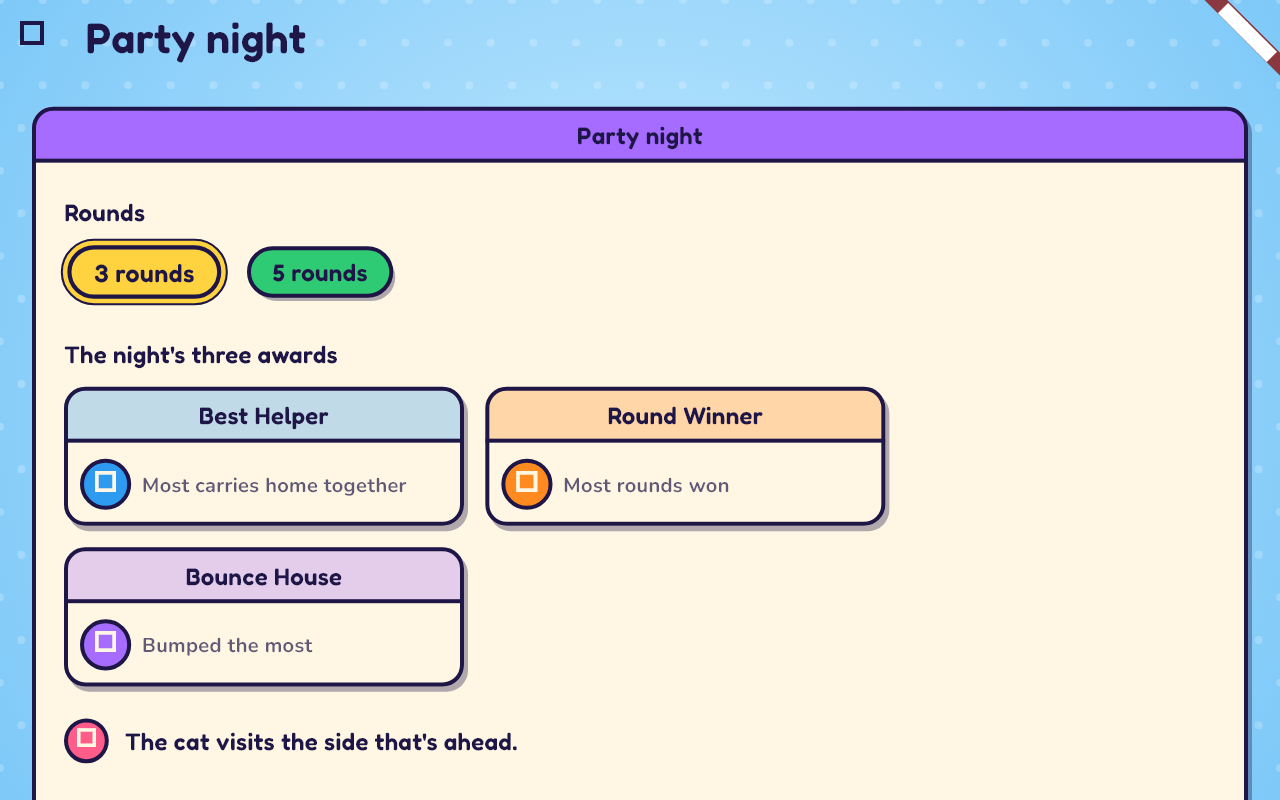 Party night
Party night
Rounds
3 rounds
5 rounds
The night's three awards
Best Helper
Round Winner
Most carries home together
Most rounds won
Bounce House
Bumped the most
The cat visits the side that's ahead.